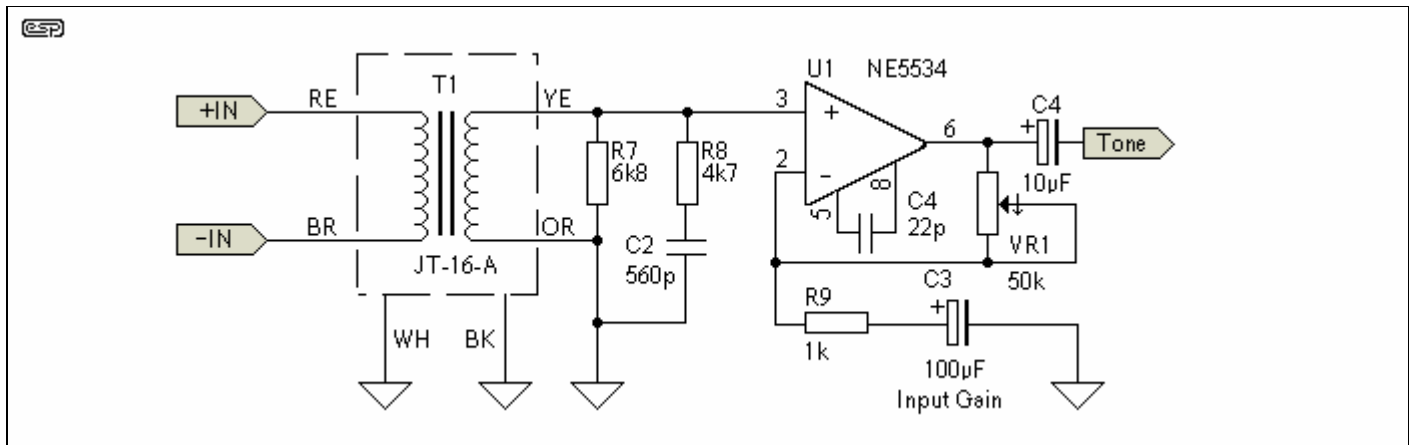 esp
U1 NE5534
T1
+IN
RE
YE
3
+
C4
+
6
Tone
R7
6k8
R8
4k7
2
-
10µF
8
5
C4
22p
-IN
BR
OR
C2
560p
VR1
50k
JT-16-A
R9
C3
+
WH
BK
1k
100µF
Input Gain